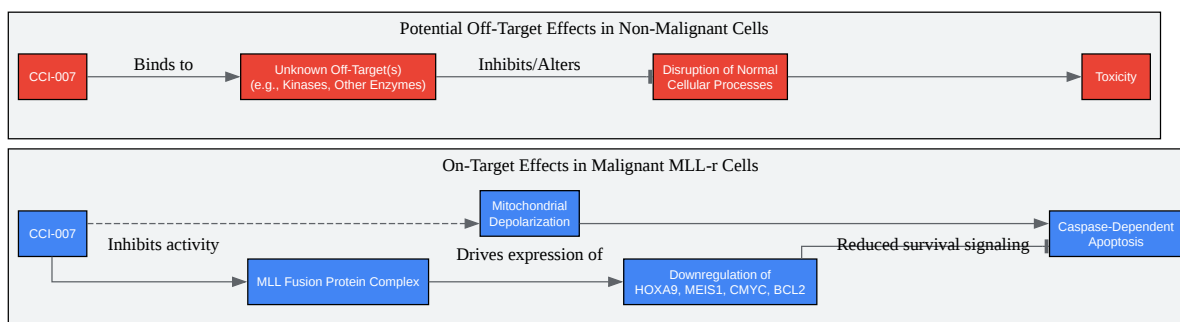 Potential Off-Target Effects in Non-Malignant Cells
CCI-007
Binds to
Unknown Off-Target(s)
(e.g., Kinases, Other Enzymes)
Inhibits/Alters
Disruption of Normal
Cellular Processes
Toxicity
On-Target Effects in Malignant MLL-r Cells
CCI-007
Inhibits activity
Mitochondrial
Depolarization
MLL Fusion Protein Complex
Drives expression of
Downregulation of
HOXA9, MEIS1, CMYC, BCL2
Reduced survival signaling
Caspase-Dependent
Apoptosis